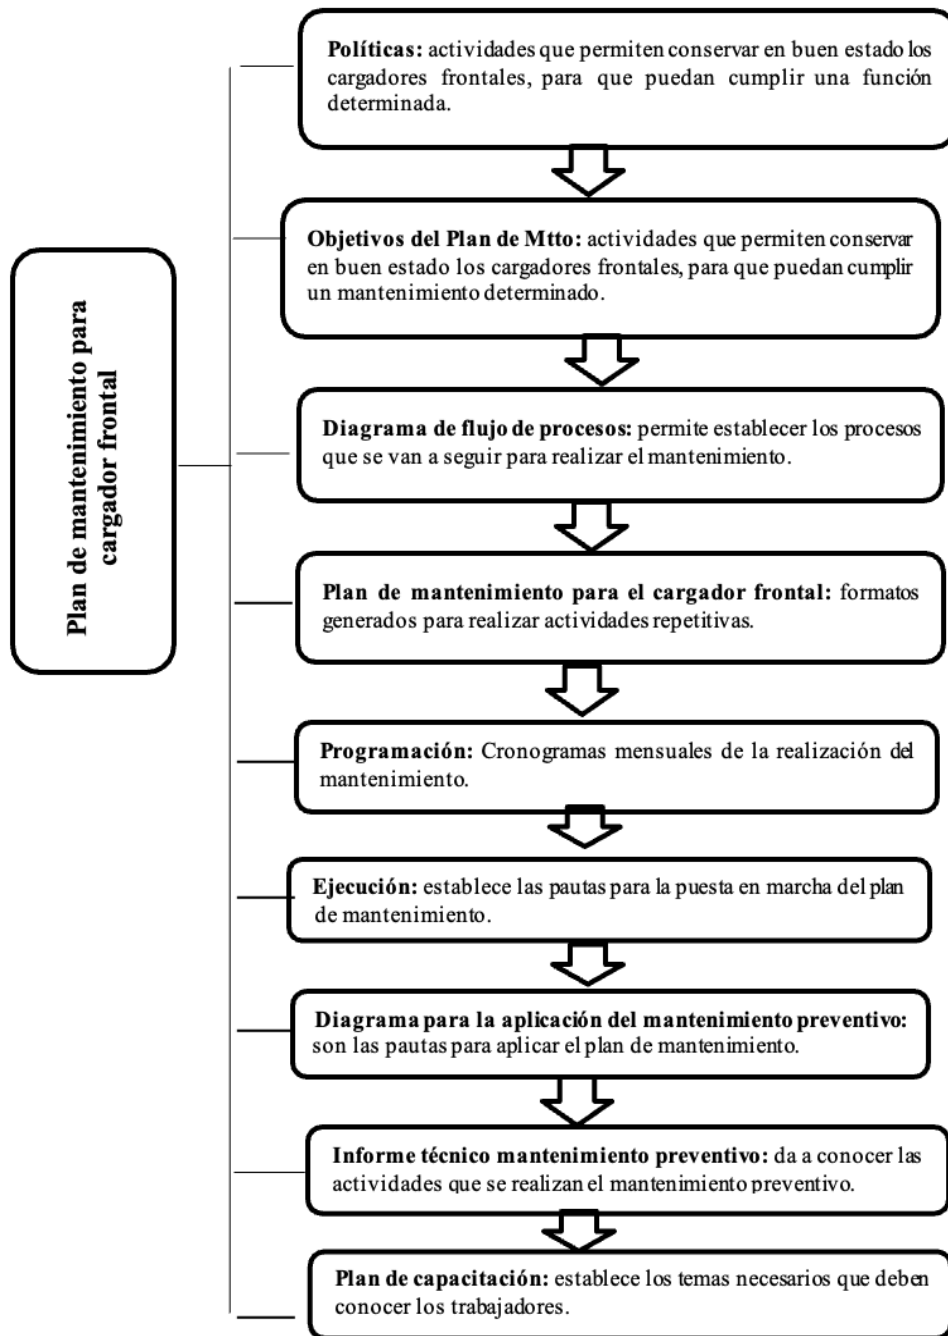 Políticas: actividades que permiten conservar en buen estado los
cargadores frontales, para que puedan cumplir una función
determinada.
Objetivos del Plan de Mtto: actividades que permiten conservar
en buen estado los cargadores frontales, para que puedan cumplir
un mantenimiento determinado.
Plan de mantenimiento para
cargador frontal
Diagrama de flujo de procesos: permite establecer los procesos
que se van a seguir para realizar el mantenimiento.
Plan de mantenimiento para el cargador frontal: formatos
generados para realizar actividades repetitivas.
Programación: Cronogramas mensuales de la realización del
mantenimiento.
Ejecución: establece las pautas para la puesta en marcha del plan
de mantenimiento.
Diagrama para la aplicación del mantenimiento preventivo:
son las pautas para aplicar el plan de mantenimiento.
Informe técnico mantenimiento preventivo: da a conocer las
actividades que se realizan el mantenimiento preventivo.
Plan de capacitación: establece los temas necesarios que deben
conocer los trabajadores.